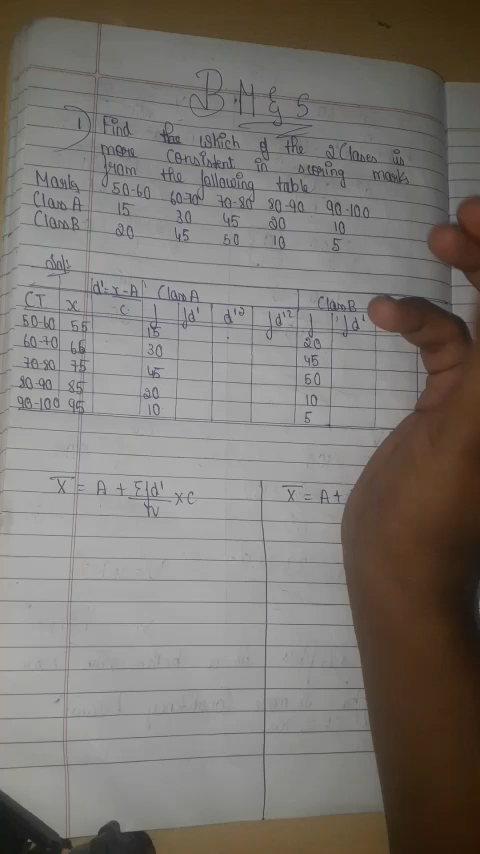 B.M & S
1) Find the which of the 2 Classes is
more consistent in scoring marks
from the following table
Marks 50-60 60-70 70-80 80-90 90-100
Class A 15 30 45 20 10
Class B 20 45 50 10 5
Sol:
d' = x - A Class A Class B
CI x c f fd' d'2 fd'2 f fd'
50-60 55 15 20
60-70 65 30 45
70-80 75 45 50
80-90 85 20 10
90-100 95 10 5
X̄ = A + Σfd' X̄ = A +
N × C